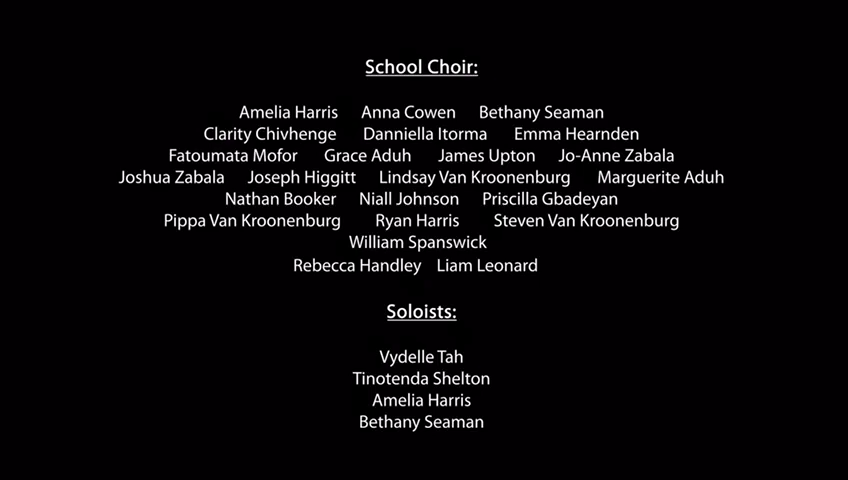 School Choir:
Amelia Harris Anna Cowen Bethany Seaman
Clarity Chivhenge Danniella Itorma Emma Hearnden
Fatoumata Mofor Grace Aduh James Upton Jo-Anne Zabala
Joshua Zabala Joseph Higgitt Lindsay Van Kroonenburg Marguerite Aduh
Nathan Booker Niall Johnson Priscilla Gbadeyan
Pippa Van Kroonenburg Ryan Harris Steven Van Kroonenburg
William Spanswick
Rebecca Handley Liam Leonard
Soloists:
Vydelle Tah
Tinotenda Shelton
Amelia Harris
Bethany Seaman